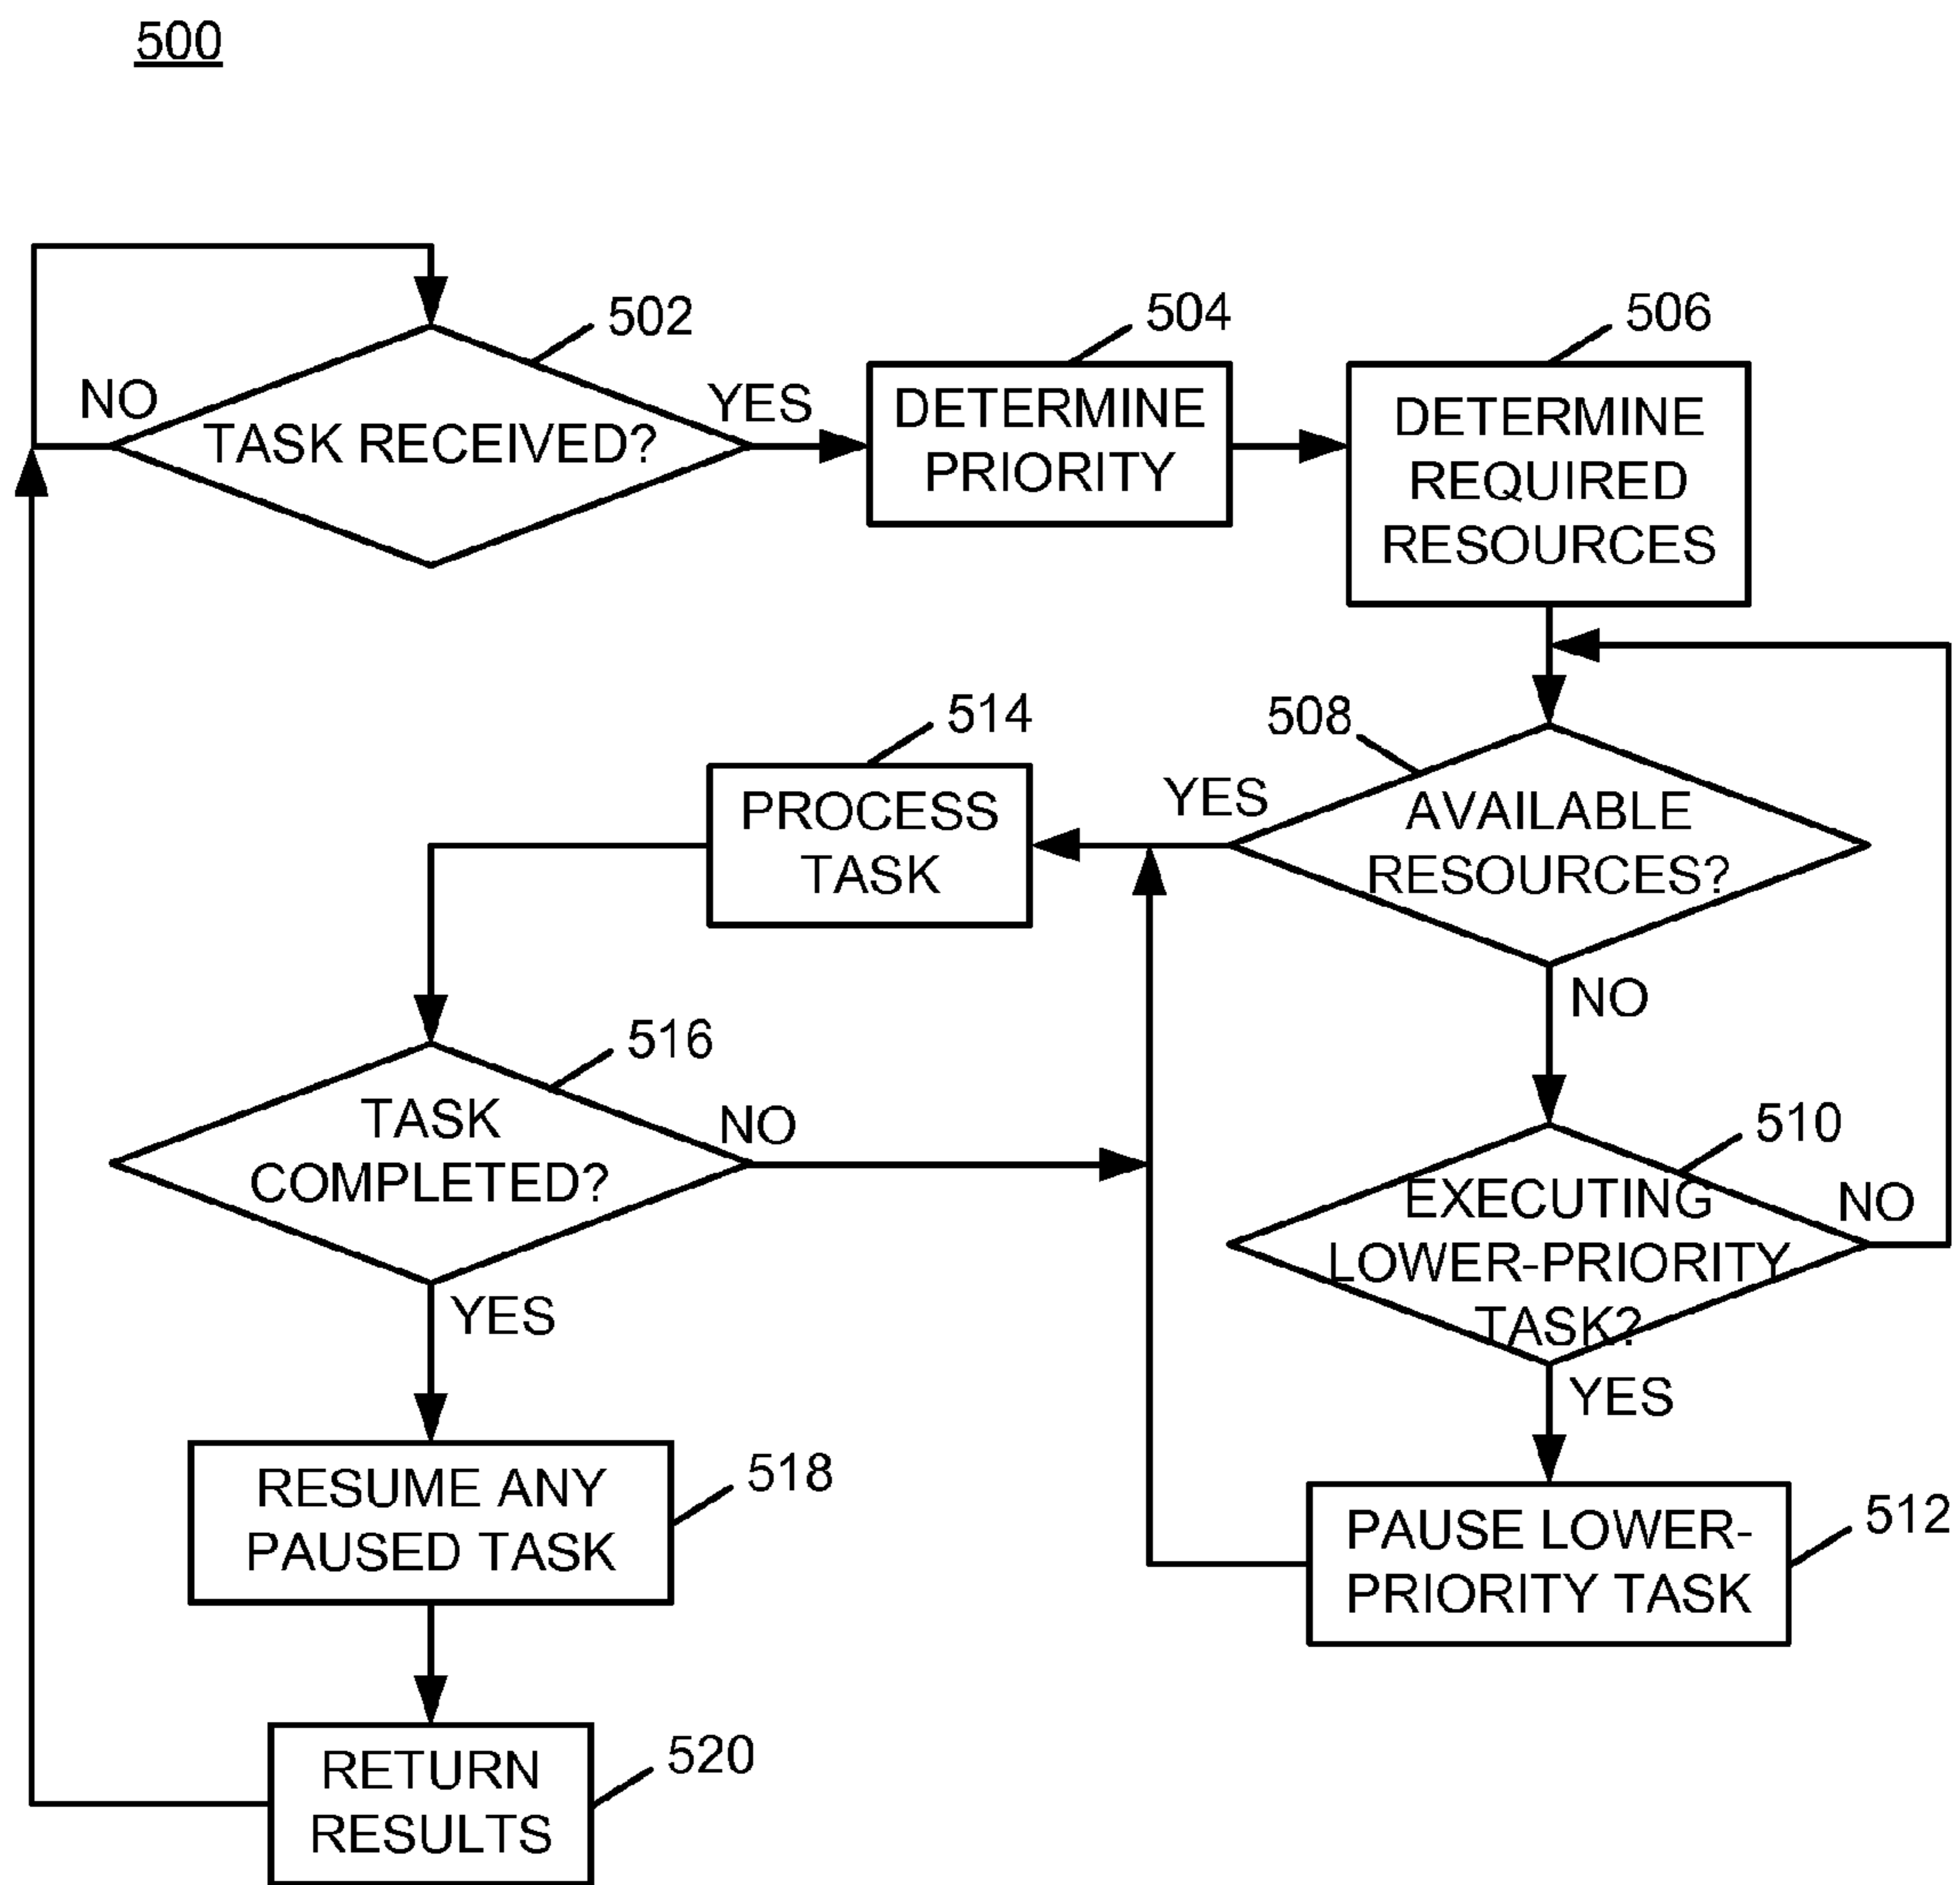 500
502
NO
TASK RECEIVED?
YES
504
DETERMINE
PRIORITY
506
DETERMINE
REQUIRED
RESOURCES
508
AVAILABLE
RESOURCES?
YES
NO
514
PROCESS
TASK
516
TASK
COMPLETED?
NO
YES
510
EXECUTING
LOWER-PRIORITY
TASK?
NO
YES
512
PAUSE LOWER-
PRIORITY TASK
518
RESUME ANY
PAUSED TASK
520
RETURN
RESULTS